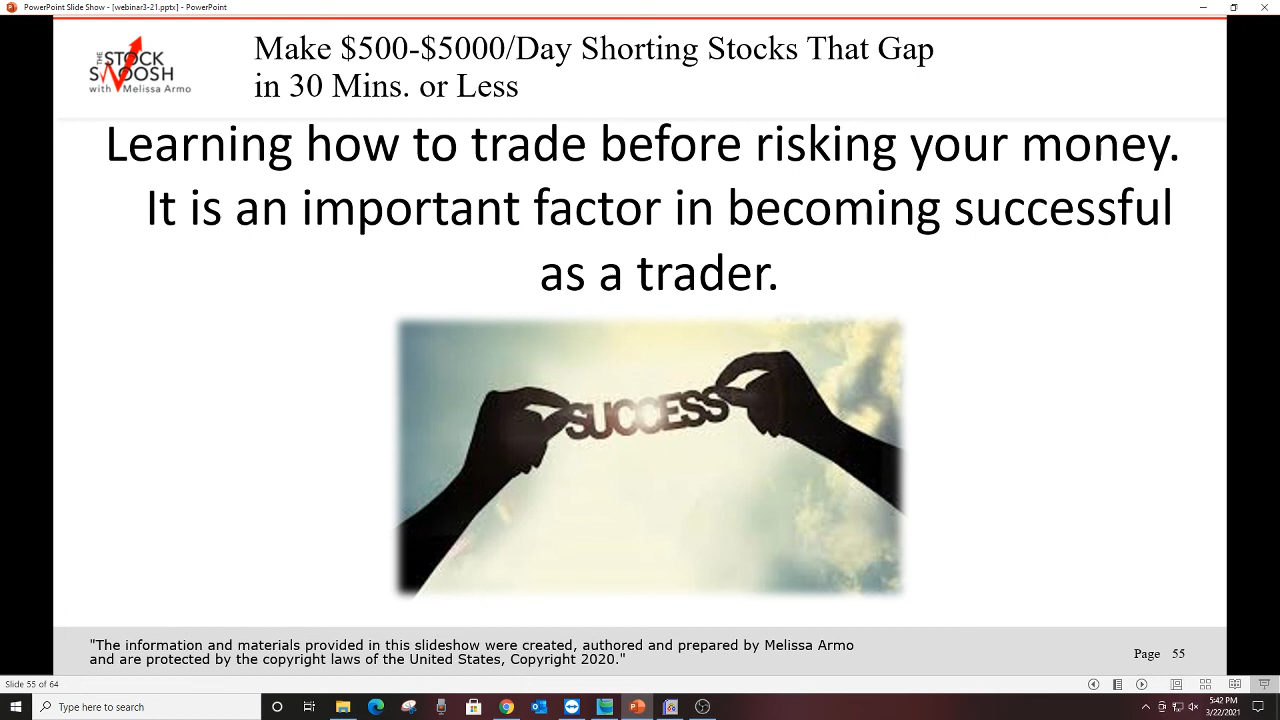 PowerPoint Slide Show - [webinar3-21.pptx] - PowerPoint
THE
STOCK
SWOOSH
with Melissa Armo
Make $500-$5000/Day Shorting Stocks That Gap
in 30 Mins. or Less
Learning how to trade before risking your money.
It is an important factor in becoming successful
as a trader.
SUCCESS
"The information and materials provided in this slideshow were created, authored and prepared by Melissa Armo
and are protected by the copyright laws of the United States, Copyright 2020."
Page 55
Slide 55 of 64
Type here to search
5:42 PM
3/22/2021